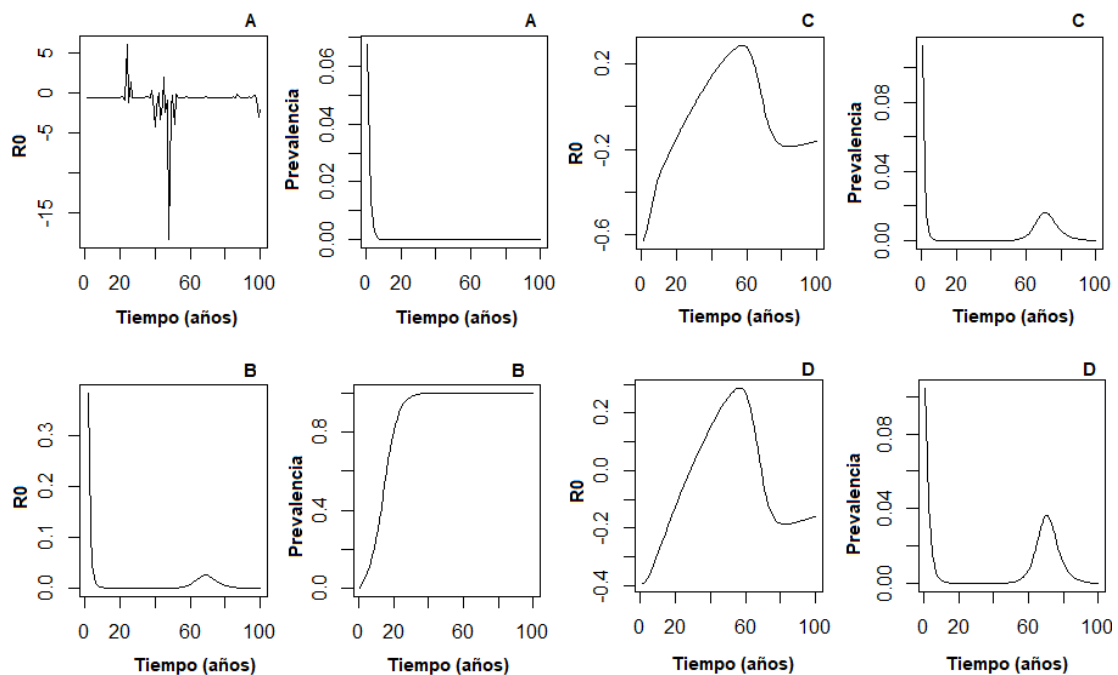 A
R0
5
0
-5
-15
0 20 60 100
Tiempo (años)
A
Prevalencia
0.06
0.04
0.02
0.00
0 20 60 100
Tiempo (años)
C
R0
0.2
-0.2
-0.6
0 20 60 100
Tiempo (años)
C
Prevalencia
0.08
0.04
0.00
0 20 60 100
Tiempo (años)
B
R0
0.3
0.2
0.1
0.0
0 20 60 100
Tiempo (años)
B
Prevalencia
0.8
0.4
0.0
0 20 60 100
Tiempo (años)
D
R0
0.2
0.0
-0.2
-0.4
0 20 60 100
Tiempo (años)
D
Prevalencia
0.08
0.04
0.00
0 20 60 100
Tiempo (años)